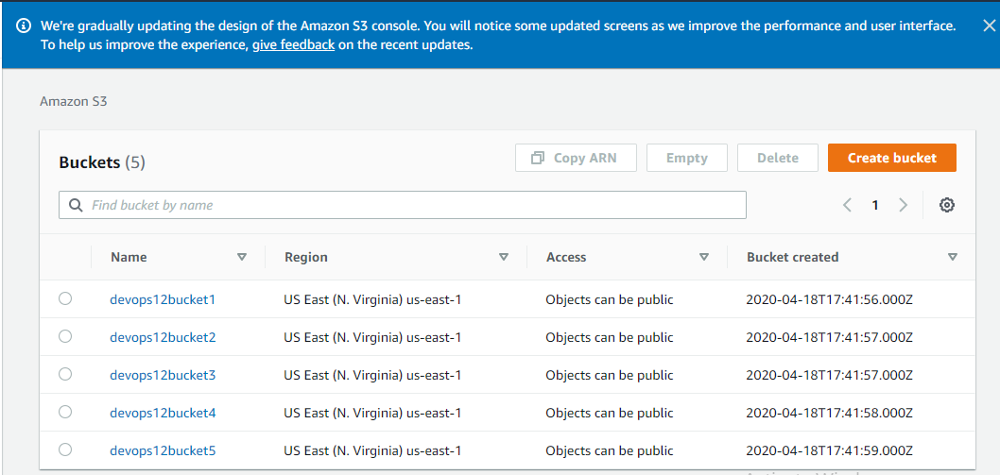 We're gradually updating the design of the Amazon S3 console. You will notice some updated screens as we improve the performance and user interface.
To help us improve the experience, give feedback on the recent updates.
Amazon S3
Buckets (5)
Copy ARN Empty Delete Create bucket
Find bucket by name
1
Name Region Access Bucket created
devops12bucket1 US East (N. Virginia) us-east-1 Objects can be public 2020-04-18T17:41:56.000Z
devops12bucket2 US East (N. Virginia) us-east-1 Objects can be public 2020-04-18T17:41:57.000Z
devops12bucket3 US East (N. Virginia) us-east-1 Objects can be public 2020-04-18T17:41:57.000Z
devops12bucket4 US East (N. Virginia) us-east-1 Objects can be public 2020-04-18T17:41:58.000Z
devops12bucket5 US East (N. Virginia) us-east-1 Objects can be public 2020-04-18T17:41:59.000Z